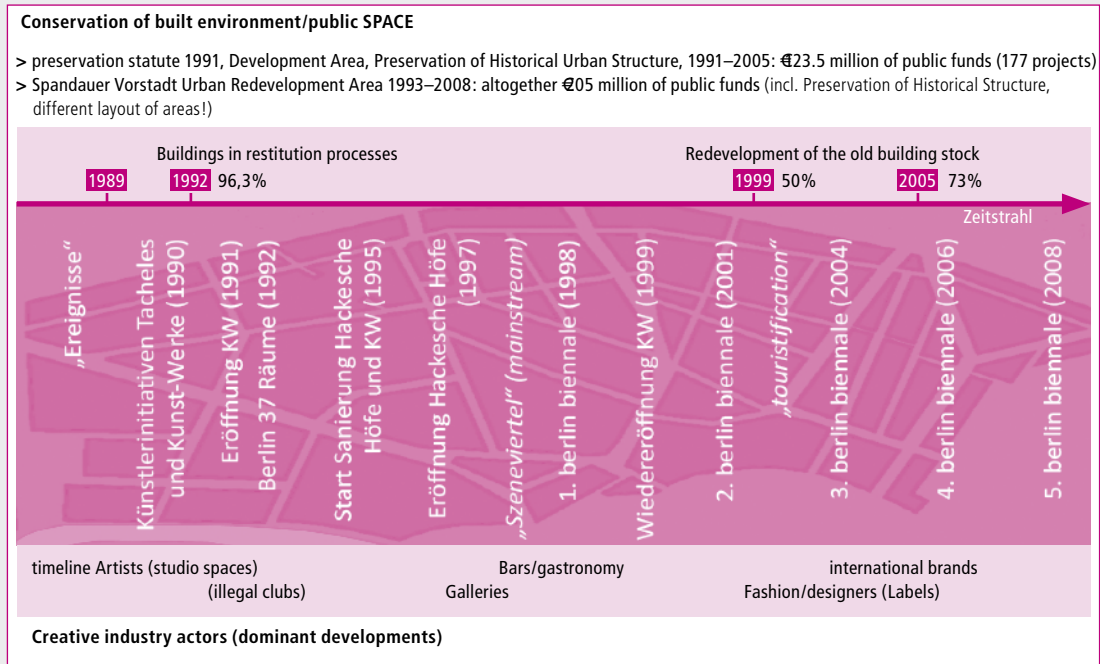 Conservation of built environment/public SPACE
> preservation statute 1991, Development Area, Preservation of Historical Urban Structure, 1991–2005: €23.5 million of public funds (177 projects)
> Spandauer Vorstadt Urban Redevelopment Area 1993–2008: altogether €205 million of public funds (incl. Preservation of Historical Structure,
different layout of areas!)
Buildings in restitution processes
Redevelopment of the old building stock
1989
1992 96,3%
1999 50%
2005 73%
Zeitstrahl
„Ereignisse“
Künstlerinitiativen Tacheles
und Kunst-Werke (1990)
Eröffnung KW (1991)
Berlin 37 Räume (1992)
Start Sanierung Hackesche
Höfe und KW (1995)
Eröffnung Hackesche Höfe
(1997)
„Szeneviertel“ (mainstream)
1. berlin biennale (1998)
Wiedereröffnung KW (1999)
2. berlin biennale (2001)
„touristification“
3. berlin biennale (2004)
4. berlin biennale (2006)
5. berlin biennale (2008)
timeline Artists (studio spaces)
(illegal clubs)
Bars/gastronomy
Galleries
international brands
Fashion/designers (Labels)
Creative industry actors (dominant developments)